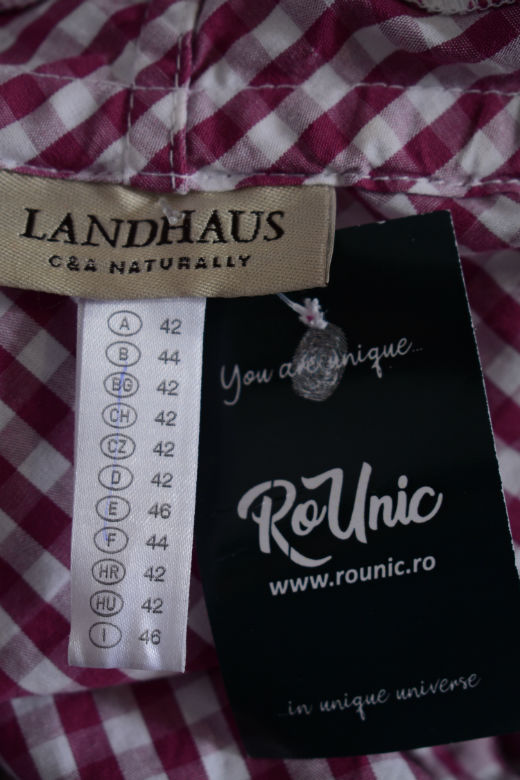 LANDHAUS
C&A NATURALLY
A 42
B 44
BG 42
CH 42
CZ 42
D 42
E 46
F 44
HR 42
HU 42
I 46
You are unique...
RoUnic
www.rounic.ro
...in unique universe